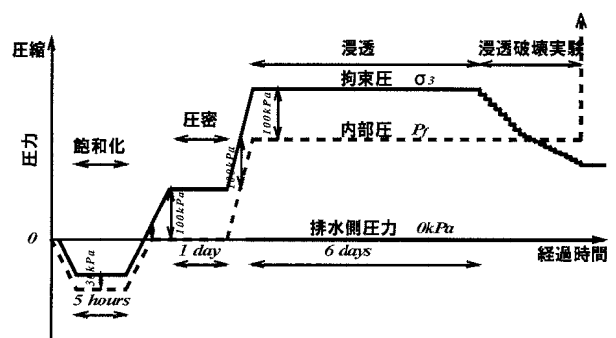 圧縮
浸透
浸透破壊実験
拘束圧 σ3
100kPa
内部圧 Pf
圧力
飽和化
圧密
100kPa
100kPa
0
排水側圧力 0kPa
1 day
6 days
経過時間
30kPa
5 hours